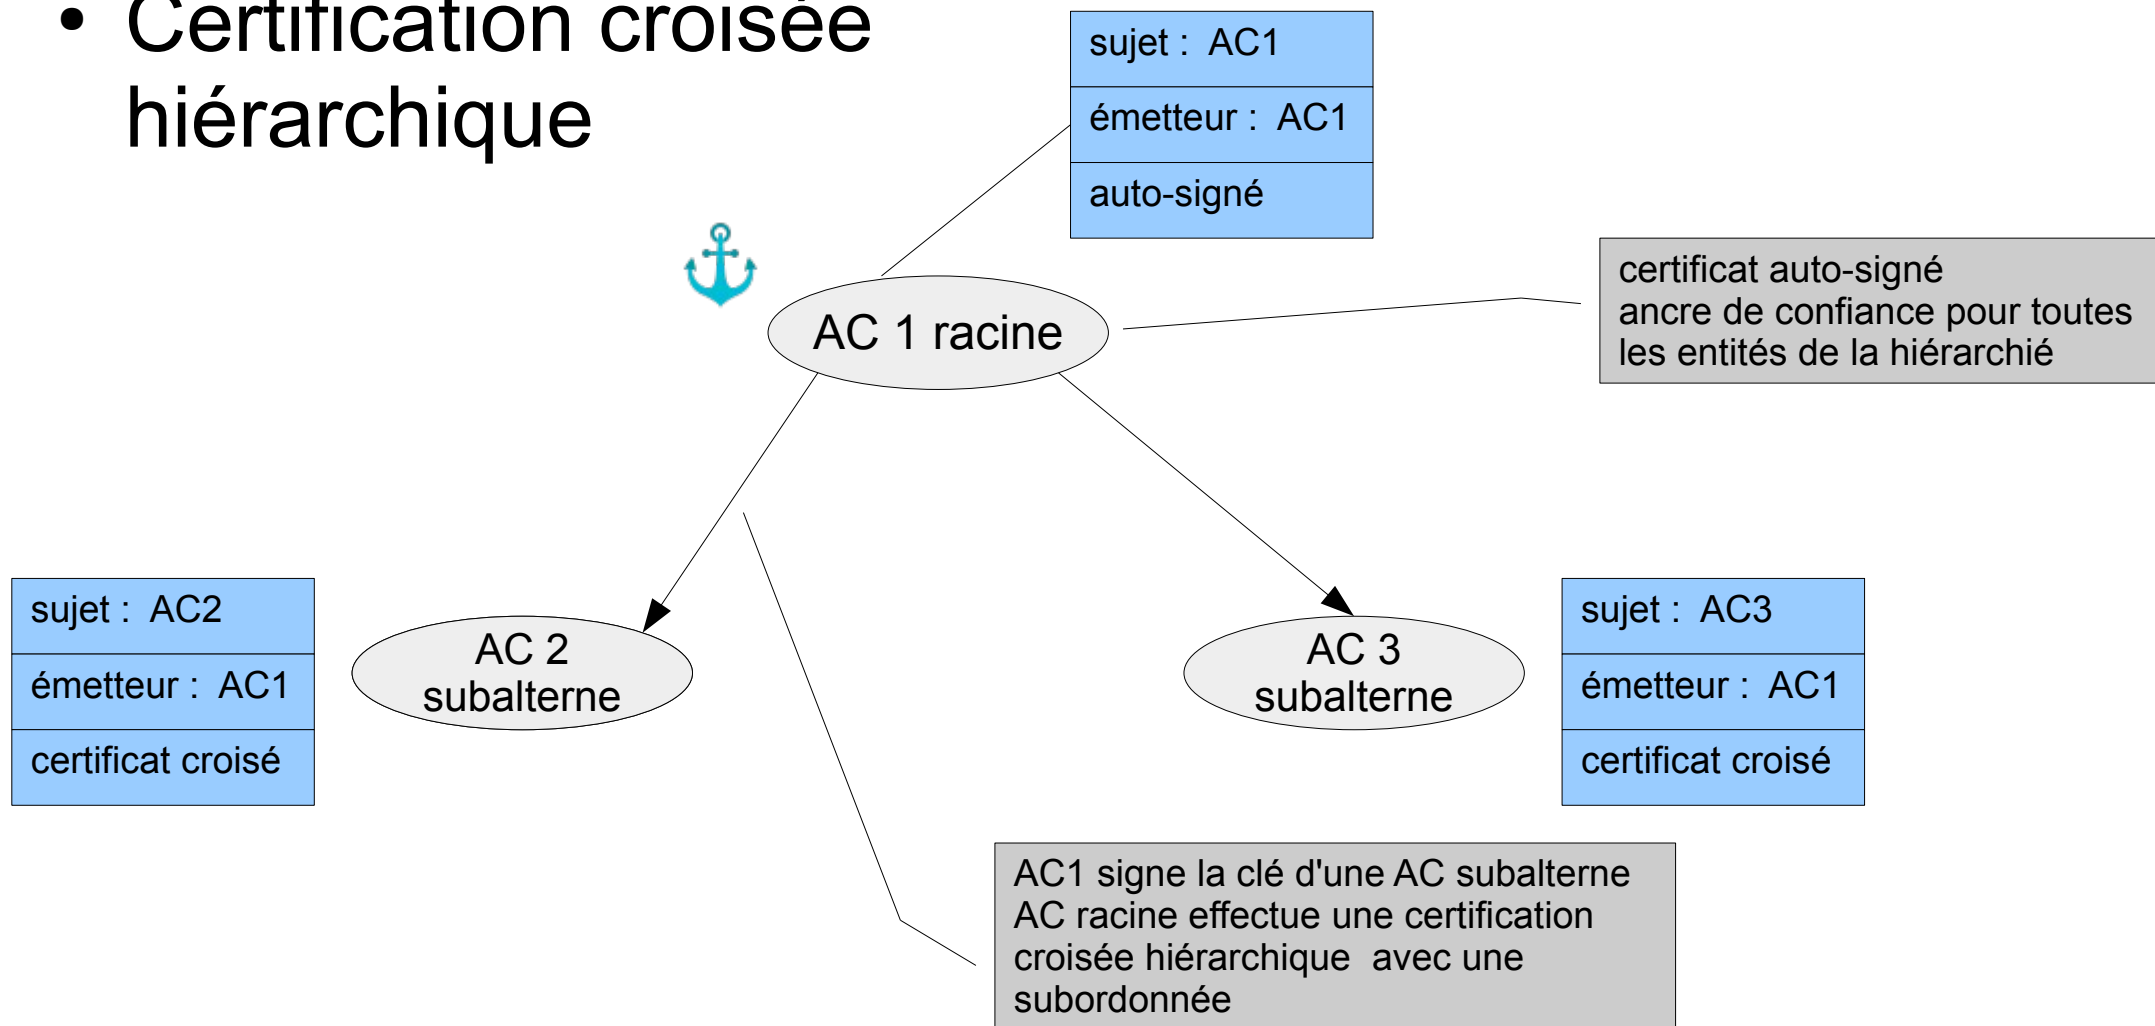 • Certification croisée
hiérarchique
sujet : AC1
émetteur : AC1
auto-signé
certificat auto-signé
ancre de confiance pour toutes
les entités de la hiérarchié
AC 1 racine
sujet : AC2
émetteur : AC1
certificat croisé
AC 2
subalterne
AC 3
subalterne
sujet : AC3
émetteur : AC1
certificat croisé
AC1 signe la clé d'une AC subalterne
AC racine effectue une certification
croisée hiérarchique avec une
subordonnée